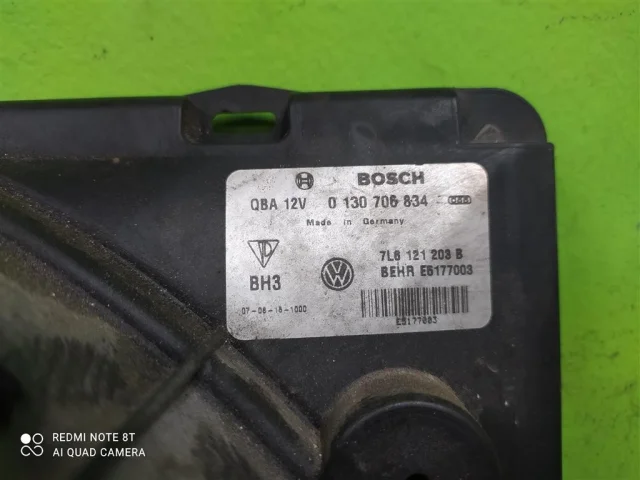 BOSCH
QBA 12V 0 130 706 834
Made in Germany
7L6 121 203 B
BH3
BEHR E6177003
07-06-18-1000
E6177003
REDMI NOTE 8T
AI QUAD CAMERA